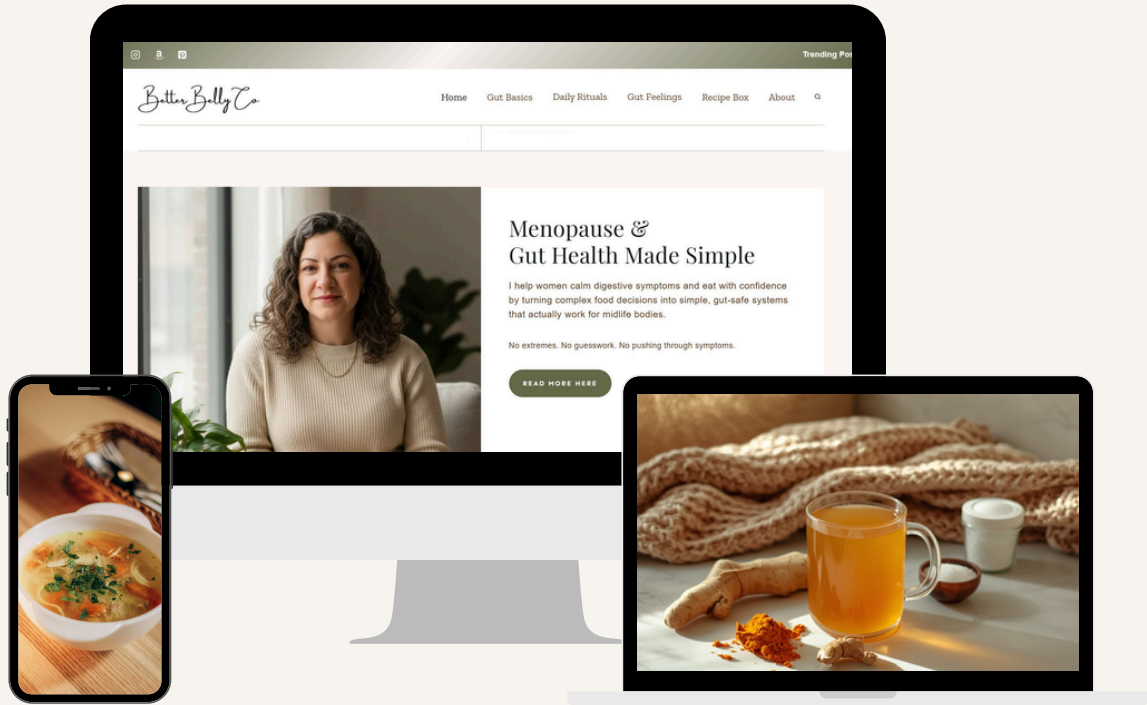 Trending Pos
Better Belly Co
Home Gut Basics Daily Rituals Gut Feelings Recipe Box About
Menopause &
Gut Health Made Simple
I help women calm digestive symptoms and eat with confidence
by turning complex food decisions into simple, gut-safe systems
that actually work for midlife bodies.
No extremes. No guesswork. No pushing through symptoms.
READ MORE HERE